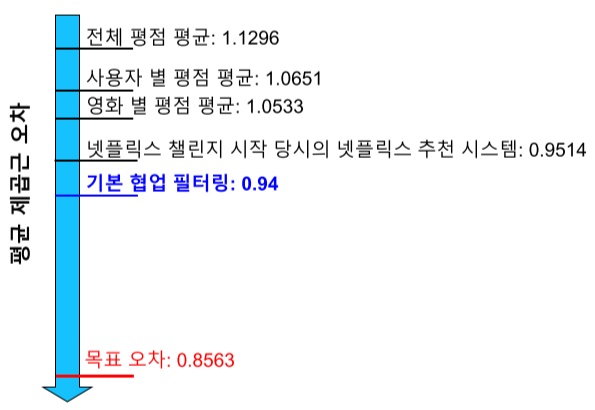 평균 제곱근 오차
전체 평점 평균: 1.1296
사용자 별 평점 평균: 1.0651
영화 별 평점 평균: 1.0533
넷플릭스 챌린지 시작 당시의 넷플릭스 추천 시스템: 0.9514
기본 협업 필터링: 0.94
목표 오차: 0.8563